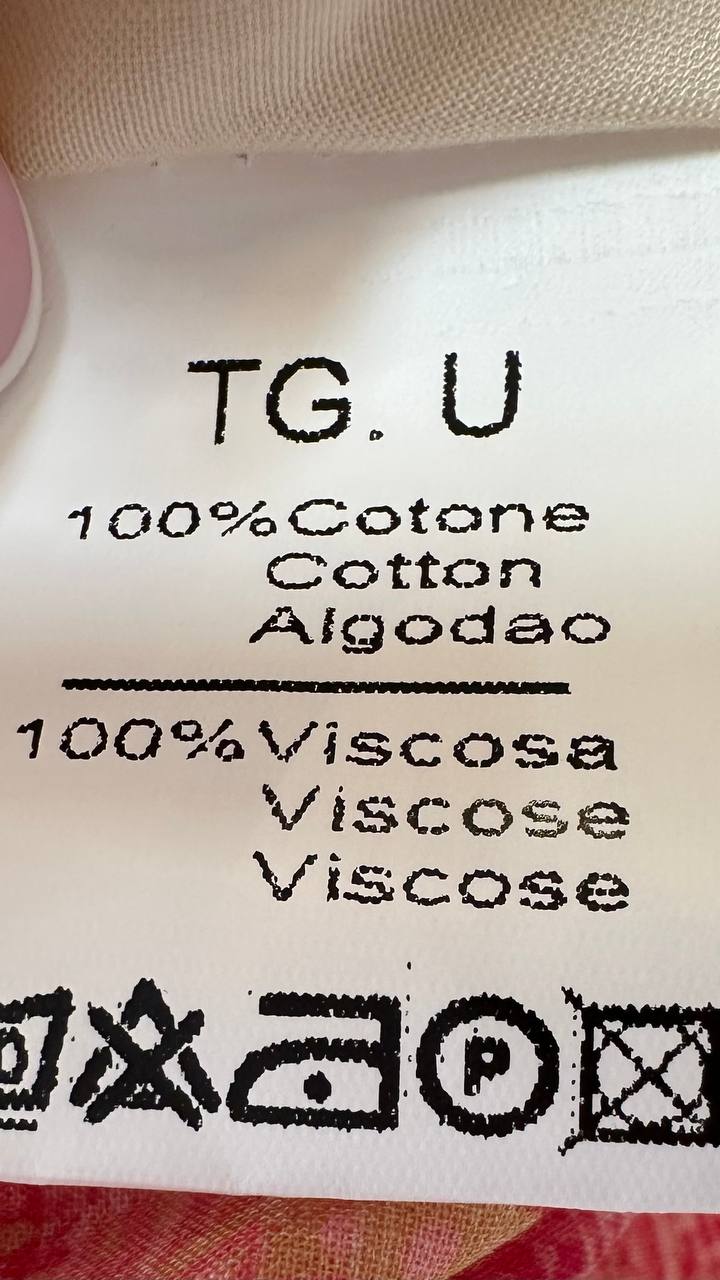 TG. U
100%Cotone
Cotton
Algodao
100%Viscosa
Viscose
Viscose
P